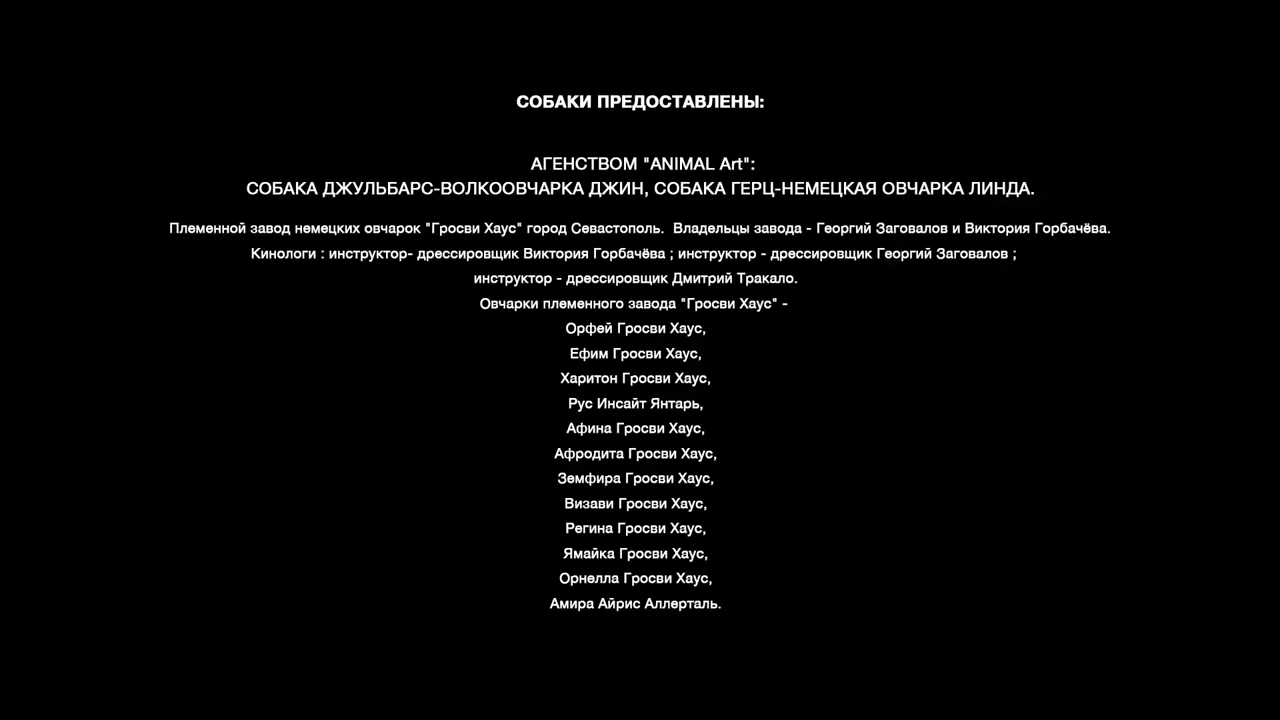 СОБАКИ ПРЕДОСТАВЛЕНЫ:
АГЕНСТВОМ "ANIMAL Art":
СОБАКА ДЖУЛЬБАРС-ВОЛКООВЧАРКА ДЖИН, СОБАКА ГЕРЦ-НЕМЕЦКАЯ ОВЧАРКА ЛИНДА.
Племенной завод немецких овчарок "Гросви Хаус" город Севастополь.  Владельцы завода - Георгий Заговалов и Виктория Горбачёва.
Кинологи : инструктор- дрессировщик Виктория Горбачёва ; инструктор - дрессировщик Георгий Заговалов ;
инструктор - дрессировщик Дмитрий Тракало.
Овчарки племенного завода "Гросви Хаус" -
Орфей Гросви Хаус,
Ефим Гросви Хаус,
Харитон Гросви Хаус,
Рус Инсайт Янтарь,
Афина Гросви Хаус,
Афродита Гросви Хаус,
Земфира Гросви Хаус,
Визави Гросви Хаус,
Регина Гросви Хаус,
Ямайка Гросви Хаус,
Орнелла Гросви Хаус,
Амира Айрис Аллерталь.